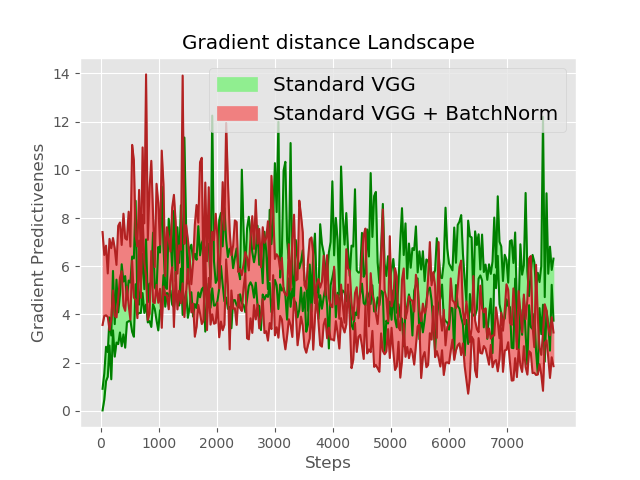 Gradient distance Landscape
Standard VGG
Standard VGG + BatchNorm
Gradient Predictiveness
14
12
10
8
6
4
2
0
0 1000 2000 3000 4000 5000 6000 7000
Steps